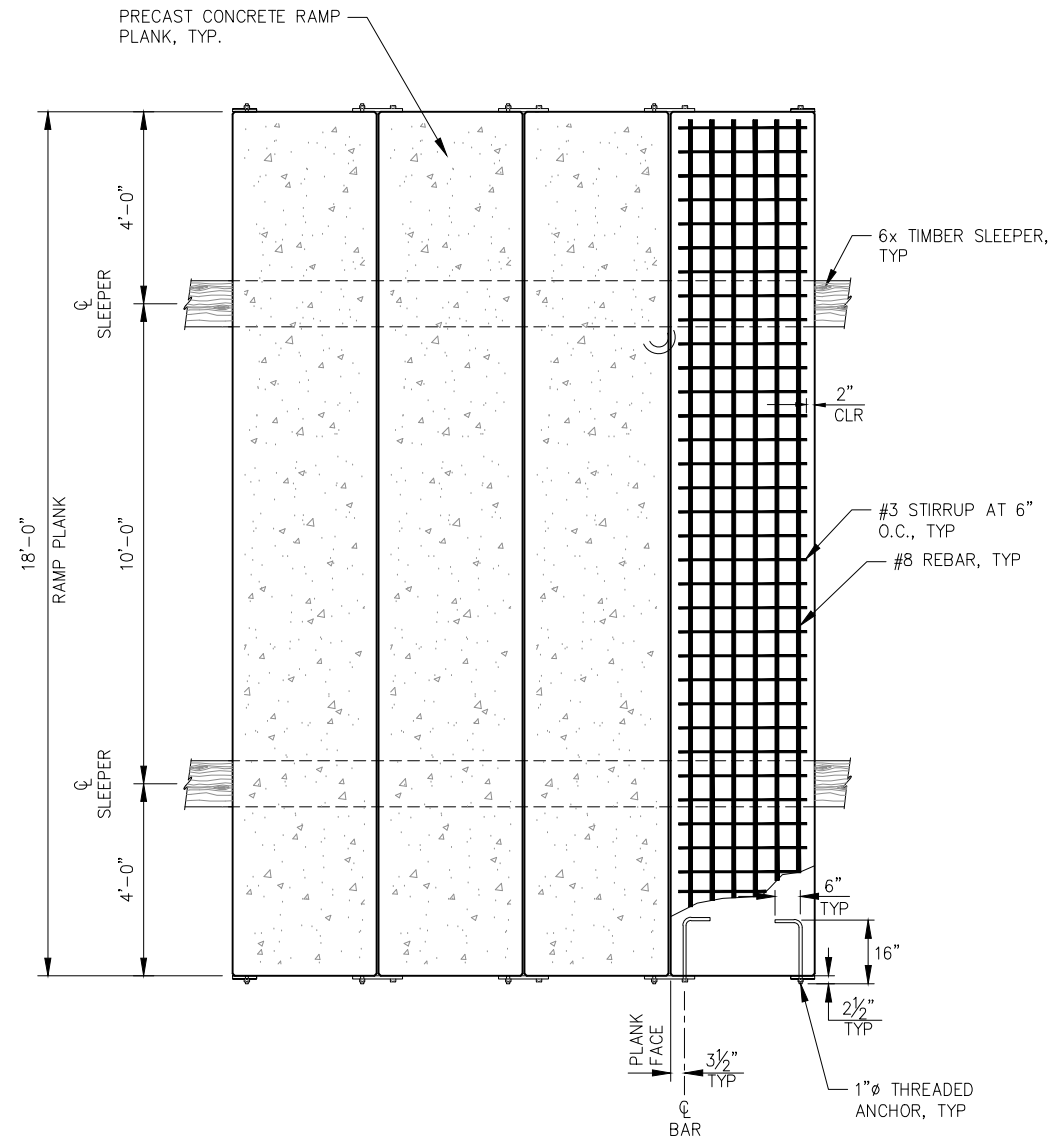 PRECAST CONCRETE RAMP
PLANK, TYP.
4'-0"
℄
SLEEPER
6x TIMBER SLEEPER,
TYP
2"
CLR
18'-0"
RAMP PLANK
10'-0"
#3 STIRRUP AT 6"
O.C., TYP
#8 REBAR, TYP
℄
SLEEPER
4'-0"
6"
TYP
16"
2½"
TYP
PLANK
FACE
3½"
TYP
℄
BAR
1"ø THREADED
ANCHOR, TYP